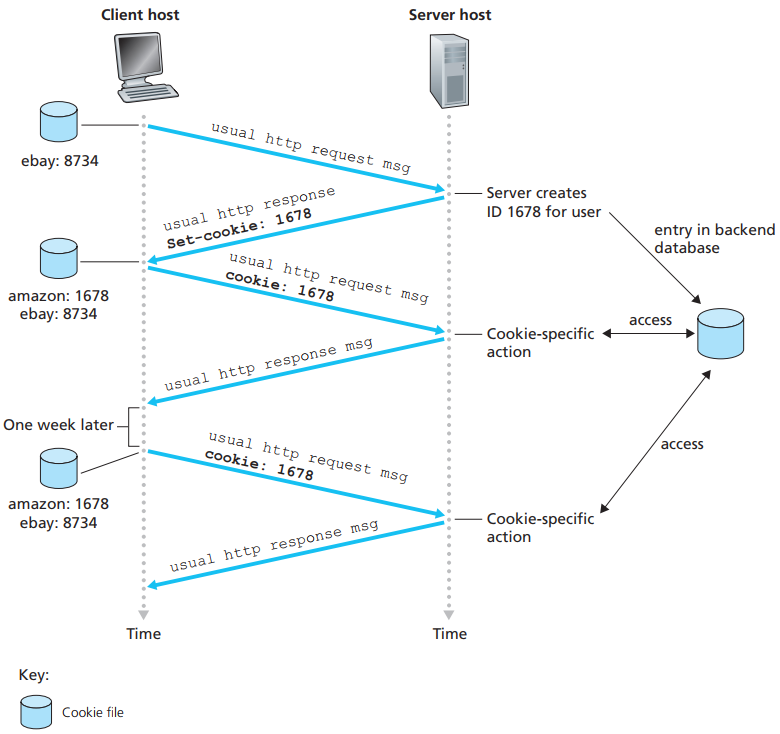 Client host
Server host
ebay: 8734
usual http request msg
Server creates
ID 1678 for user
entry in backend
database
usual http response
Set-cookie: 1678
amazon: 1678
ebay: 8734
usual http request msg
cookie: 1678
Cookie-specific
action
access
usual http response msg
One week later
access
amazon: 1678
ebay: 8734
usual http request msg
cookie: 1678
Cookie-specific
action
usual http response msg
Time
Time
Key:
Cookie file